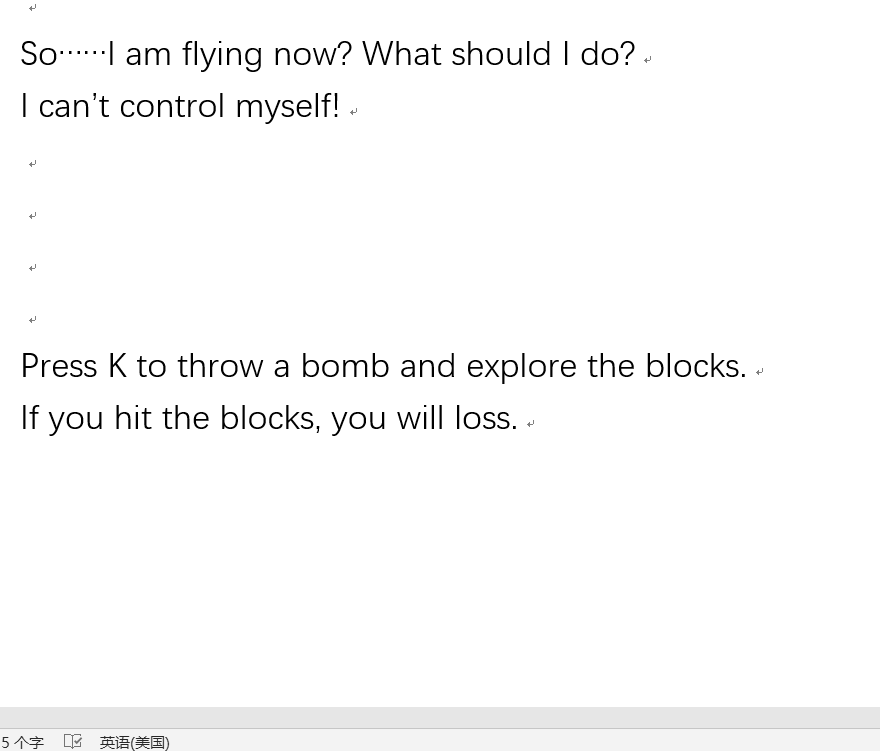 So……I am flying now? What should I do?
I can’t control myself!
Press K to throw a bomb and explore the blocks.
If you hit the blocks, you will loss.
5 个字 英语(美国)